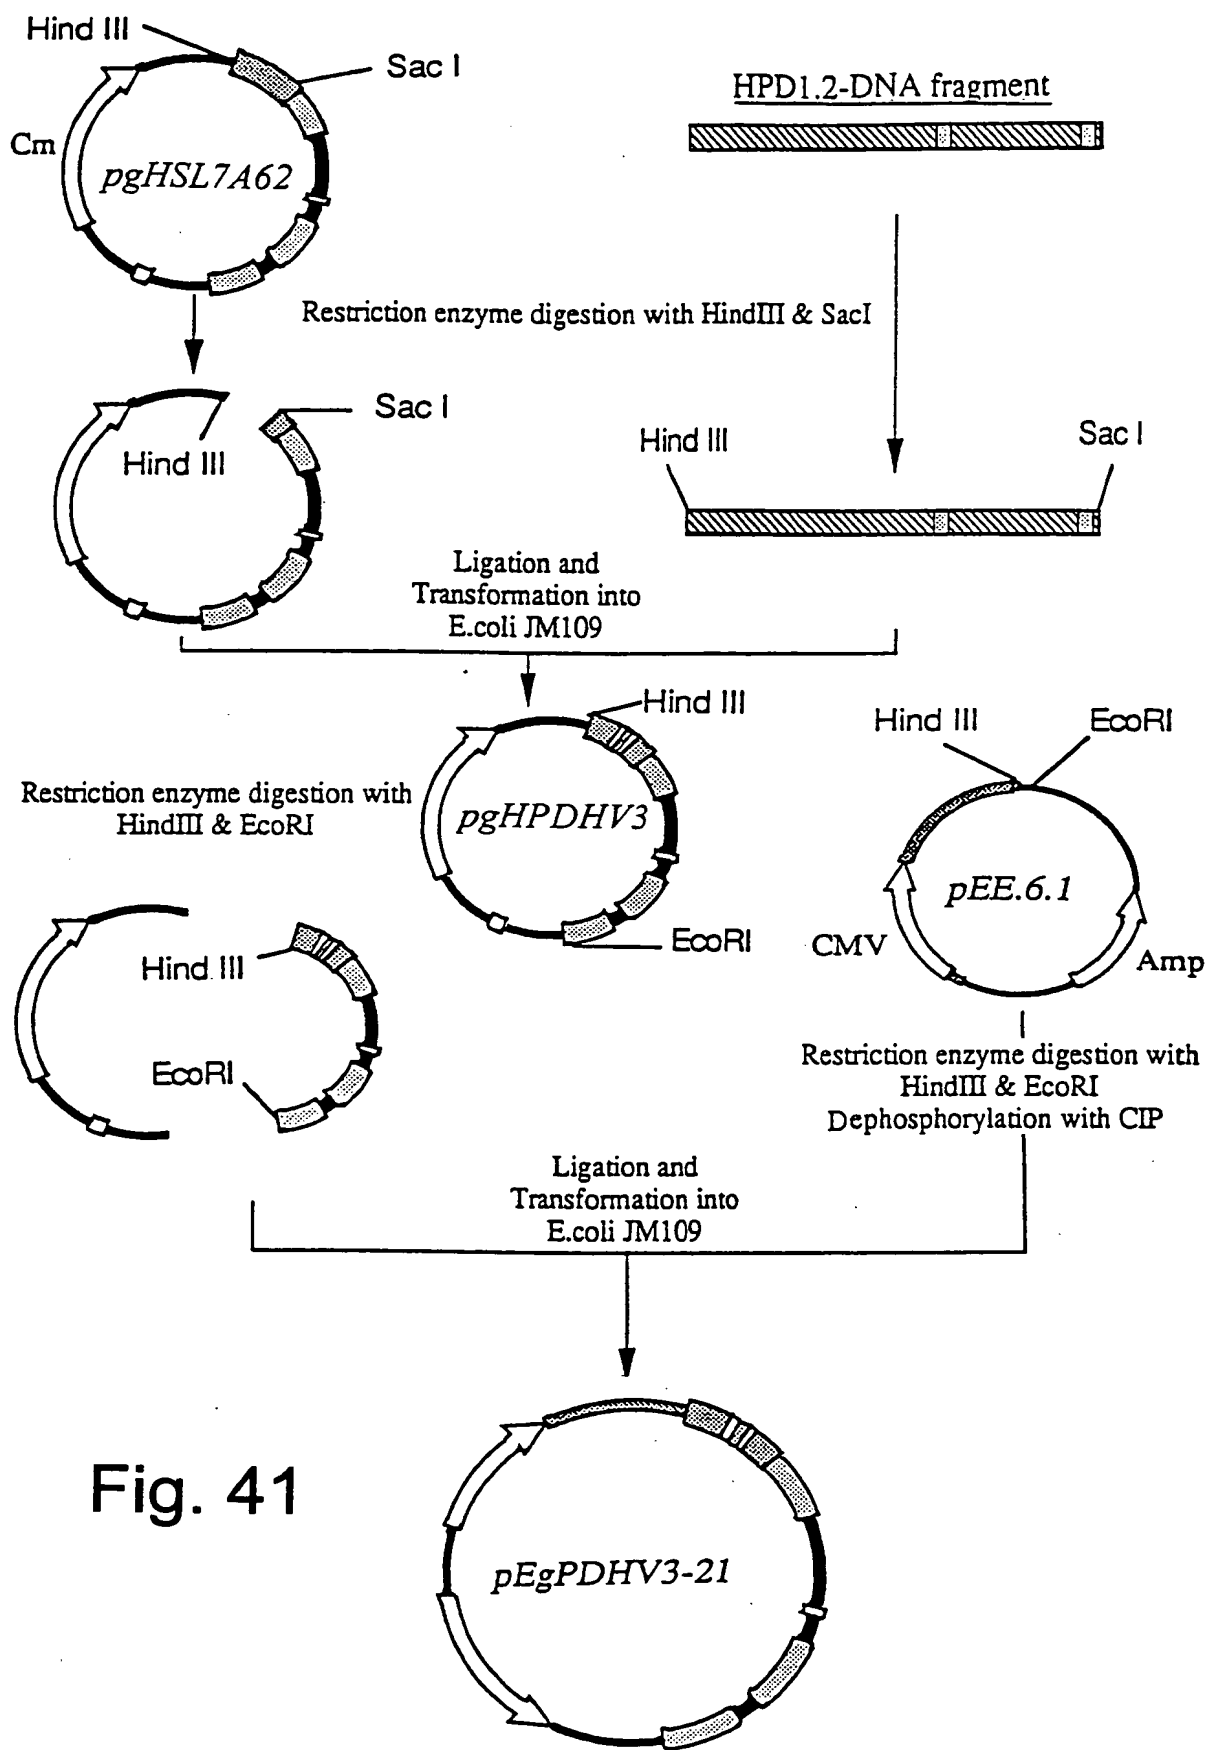 Hind III
Sac I
HPD1.2-DNA fragment
Cm
pgHSL7A62
Restriction enzyme digestion with HindIII & SacI
Sac I
Hind III
Hind III
Sac I
Ligation and
Transformation into
E.coli JM109
Hind III
Hind III
EcoRI
Restriction enzyme digestion with
HindIII & EcoRI
pgHPDHV3
pEE.6.1
CMV
Amp
EcoRI
Hind III
EcoRI
Restriction enzyme digestion with
HindIII & EcoRI
Dephosphorylation with CIP
Ligation and
Transformation into
E.coli JM109
Fig. 41
pEgPDHV3-21